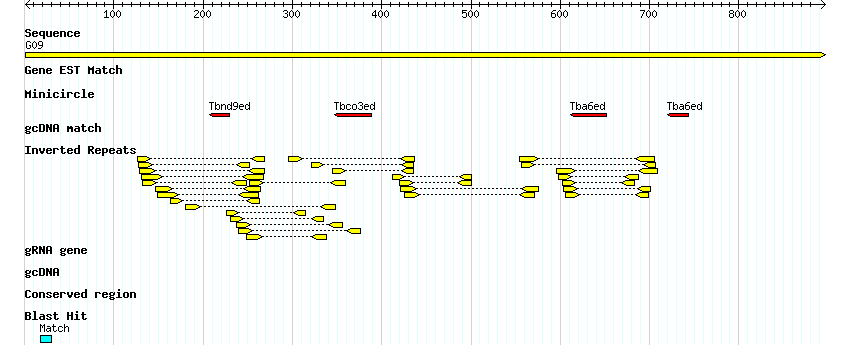 100 200 300 400 500 600 700 800
Sequence
G09
Gene EST Match
Minicircle
Tbnd9ed Tbco3ed Tba6ed Tba6ed
gcDNA match
Inverted Repeats
gRNA gene
gcDNA
Conserved region
Blast Hit
Match